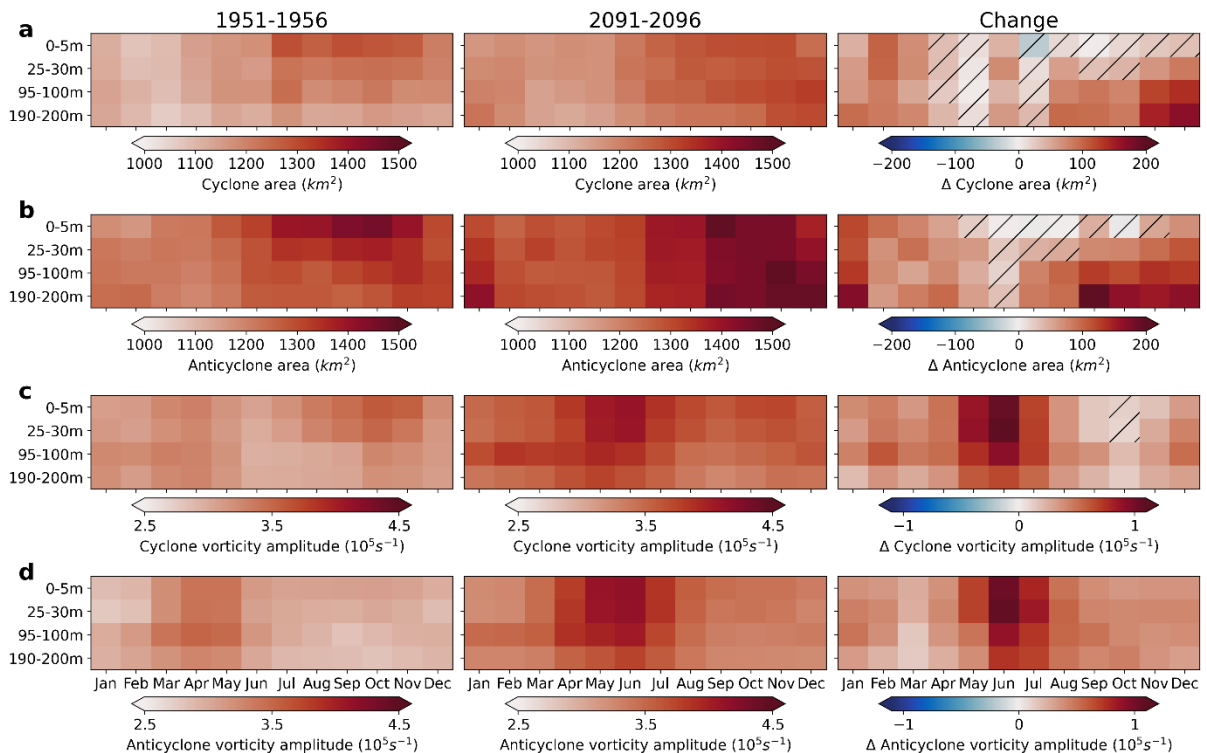 1951-1956 2091-2096 Change
a
0-5m
25-30m
95-100m
190-200m
1000 1100 1200 1300 1400 1500 1000 1100 1200 1300 1400 1500 −200 −100 0 100 200
Cyclone area (km²) Cyclone area (km²) Δ Cyclone area (km²)
b
0-5m
25-30m
95-100m
190-200m
1000 1100 1200 1300 1400 1500 1000 1100 1200 1300 1400 1500 −200 −100 0 100 200
Anticyclone area (km²) Anticyclone area (km²) Δ Anticyclone area (km²)
c
0-5m
25-30m
95-100m
190-200m
2.5 3.5 4.5 2.5 3.5 4.5 −1 0 1
Cyclone vorticity amplitude (10⁵s⁻¹) Cyclone vorticity amplitude (10⁵s⁻¹) Δ Cyclone vorticity amplitude (10⁵s⁻¹)
d
0-5m
25-30m
95-100m
190-200m
Jan Feb Mar Apr May Jun Jul Aug Sep Oct Nov Dec Jan Feb Mar Apr May Jun Jul Aug Sep Oct Nov Dec Jan Feb Mar Apr May Jun Jul Aug Sep Oct Nov Dec
2.5 3.5 4.5 2.5 3.5 4.5 −1 0 1
Anticyclone vorticity amplitude (10⁵s⁻¹) Anticyclone vorticity amplitude (10⁵s⁻¹) Δ Anticyclone vorticity amplitude (10⁵s⁻¹)